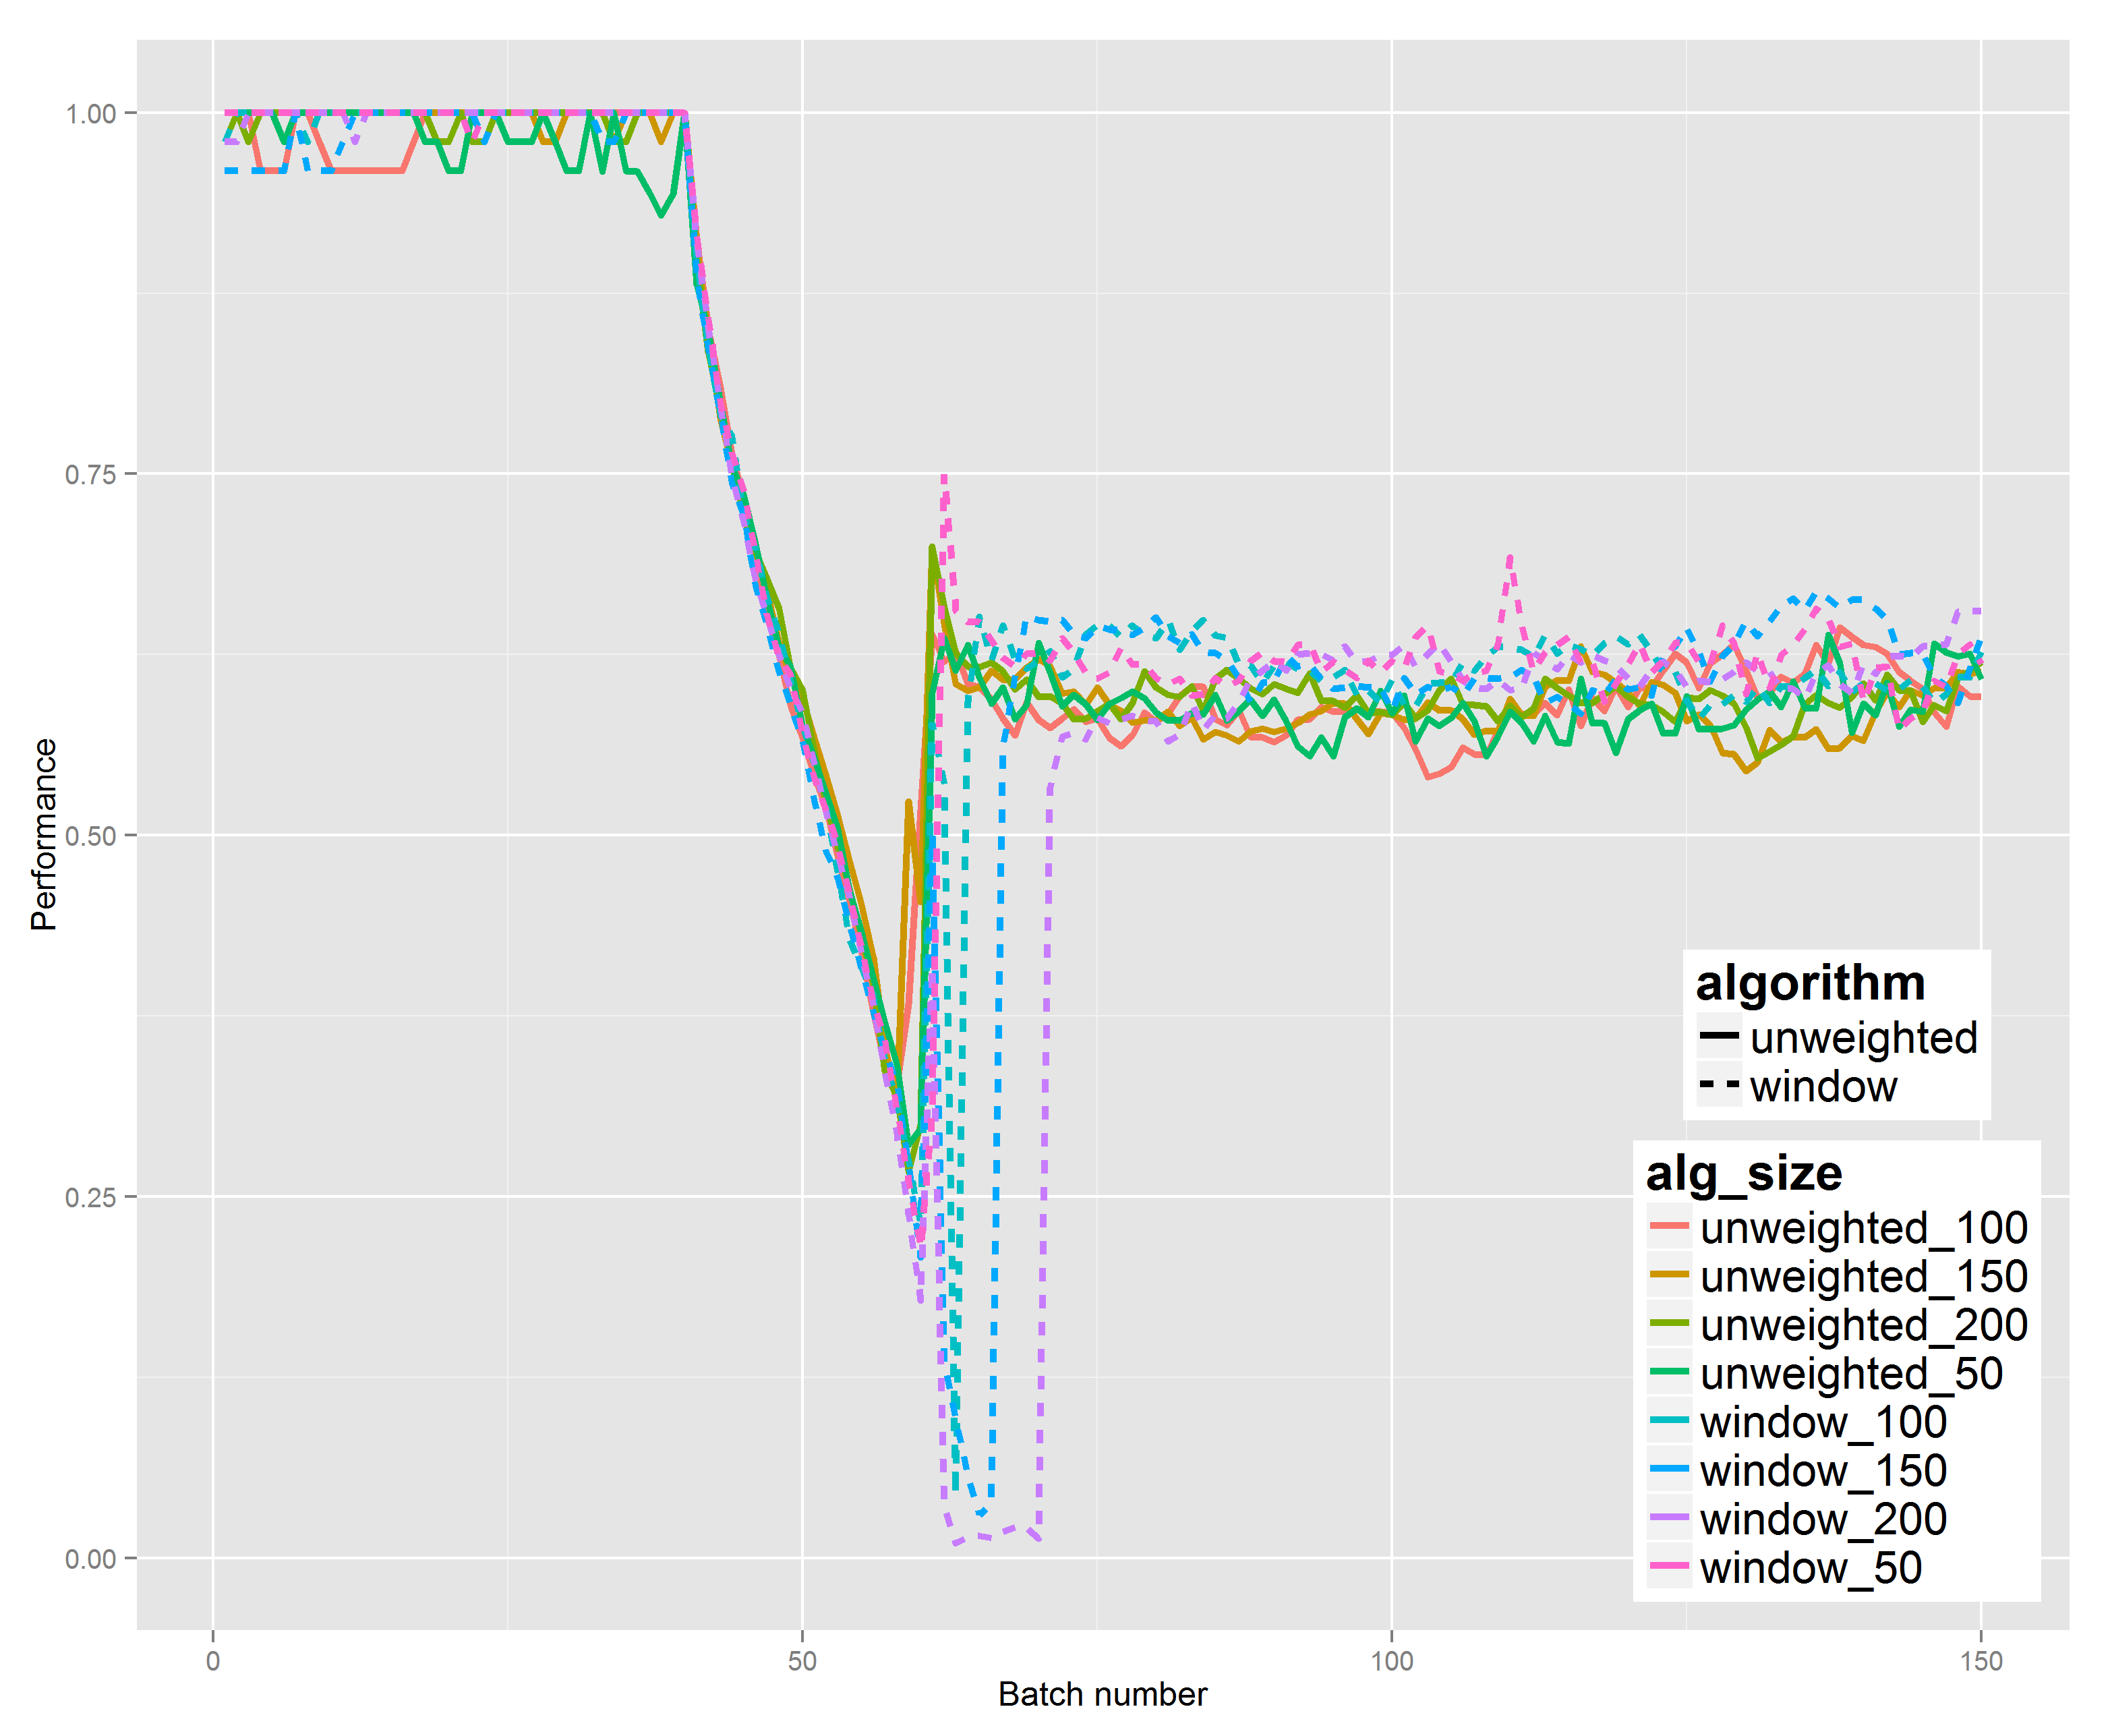 1.00
0.75
0.50
0.25
0.00
Performance
0
50
100
150
Batch number
algorithm
unweighted
window
alg_size
unweighted_100
unweighted_150
unweighted_200
unweighted_50
window_100
window_150
window_200
window_50